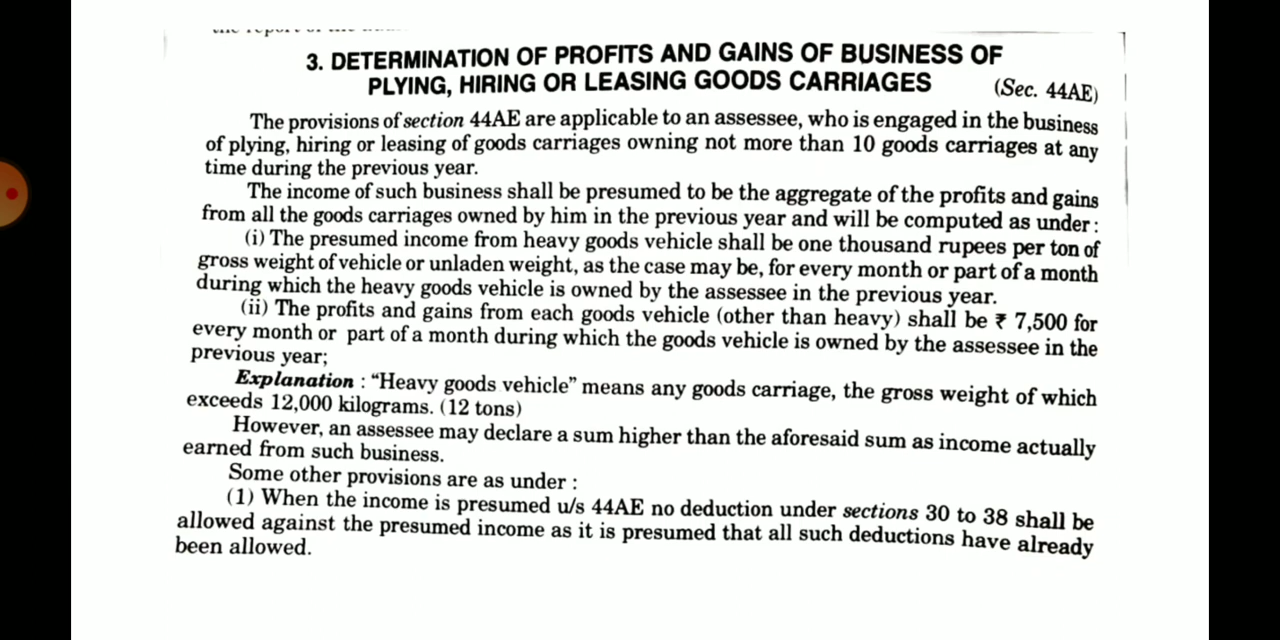 the report of the
3. DETERMINATION OF PROFITS AND GAINS OF BUSINESS OF
PLYING, HIRING OR LEASING GOODS CARRIAGES (Sec. 44AE)
The provisions of section 44AE are applicable to an assessee, who is engaged in the business
of plying, hiring or leasing of goods carriages owning not more than 10 goods carriages at any
time during the previous year.
The income of such business shall be presumed to be the aggregate of the profits and gains
from all the goods carriages owned by him in the previous year and will be computed as under :
(i) The presumed income from heavy goods vehicle shall be one thousand rupees per ton of
gross weight of vehicle or unladen weight, as the case may be, for every month or part of a month
during which the heavy goods vehicle is owned by the assessee in the previous year.
(ii) The profits and gains from each goods vehicle (other than heavy) shall be ₹ 7,500 for
every month or part of a month during which the goods vehicle is owned by the assessee in the
previous year;
Explanation : “Heavy goods vehicle” means any goods carriage, the gross weight of which
exceeds 12,000 kilograms. (12 tons)
However, an assessee may declare a sum higher than the aforesaid sum as income actually
earned from such business.
Some other provisions are as under :
(1) When the income is presumed u/s 44AE no deduction under sections 30 to 38 shall be
allowed against the presumed income as it is presumed that all such deductions have already
been allowed.